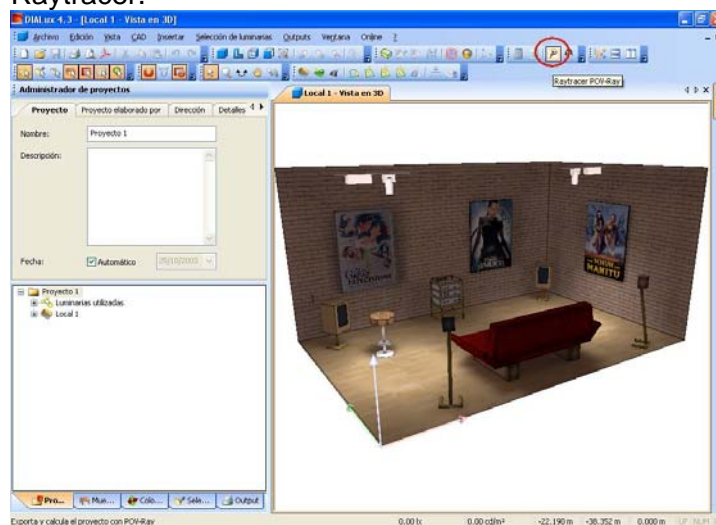 Raytracer.
DIALux 4.3 - [Local 1 - Vista en 3D]
Archivo Edición Vista CAD Insertar Selección de luminarias Outputs Ventana Online ?
Raytracer POV-Ray
Administrador de proyectos
Local 1 - Vista en 3D
Proyecto Proyecto elaborado por Dirección Detalles
Nombre: Proyecto 1
Descripción:
Fecha: Automático
Proyecto 1
Luminarias utilizadas
Local 1
MANITU
Pro... Mue... Colo... Sele... Output
Exporta y calcula el proyecto con POV-Ray 0.00 lx 0.00 cd/m² -22.190 m -38.352 m 0.000 m